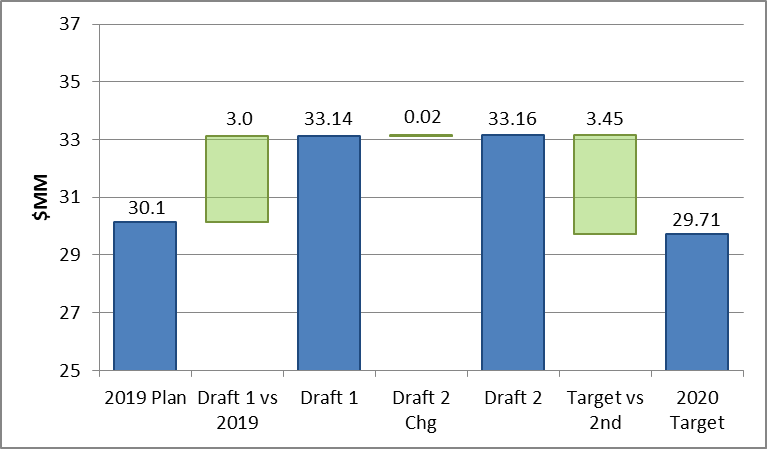 37
35
33
31
29
27
25
$MM
30.1
3.0
33.14
0.02
33.16
3.45
29.71
2019 Plan
Draft 1 vs
2019
Draft 1
Draft 2
Chg
Draft 2
Target vs
2nd
2020
Target